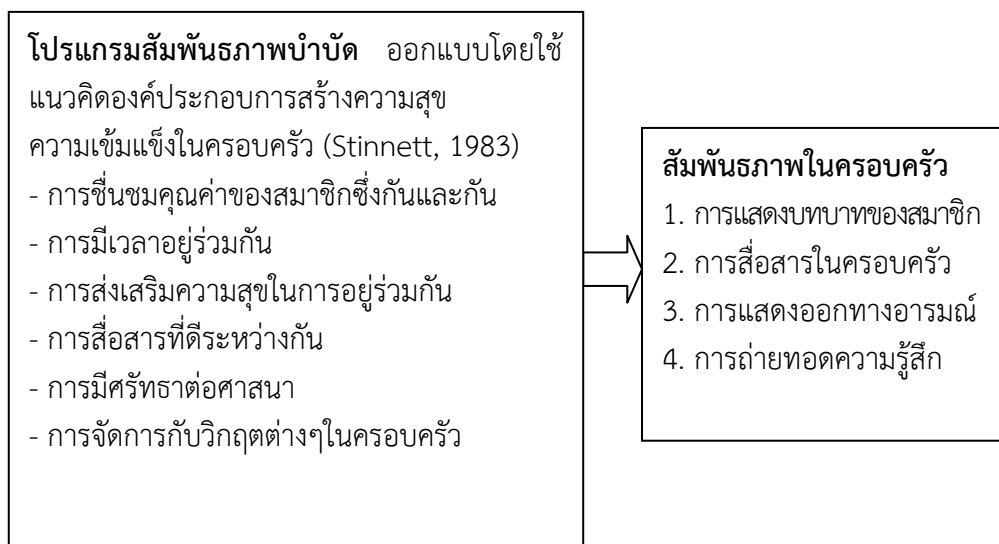 โปรแกรมสัมพันธภาพบำบัด ออกแบบโดยใช้
แนวคิดองค์ประกอบการสร้างความสุข
ความเข้มแข็งในครอบครัว (Stinnett, 1983)
- การชื่นชมคุณค่าของสมาชิกซึ่งกันและกัน
- การมีเวลาอยู่ร่วมกัน
- การส่งเสริมความสุขในการอยู่ร่วมกัน
- การสื่อสารที่ดีระหว่างกัน
- การมีศรัทธาต่อศาสนา
- การจัดการกับวิกฤตต่างๆในครอบครัว
สัมพันธภาพในครอบครัว
1. การแสดงบทบาทของสมาชิก
2. การสื่อสารในครอบครัว
3. การแสดงออกทางอารมณ์
4. การถ่ายทอดความรู้สึก